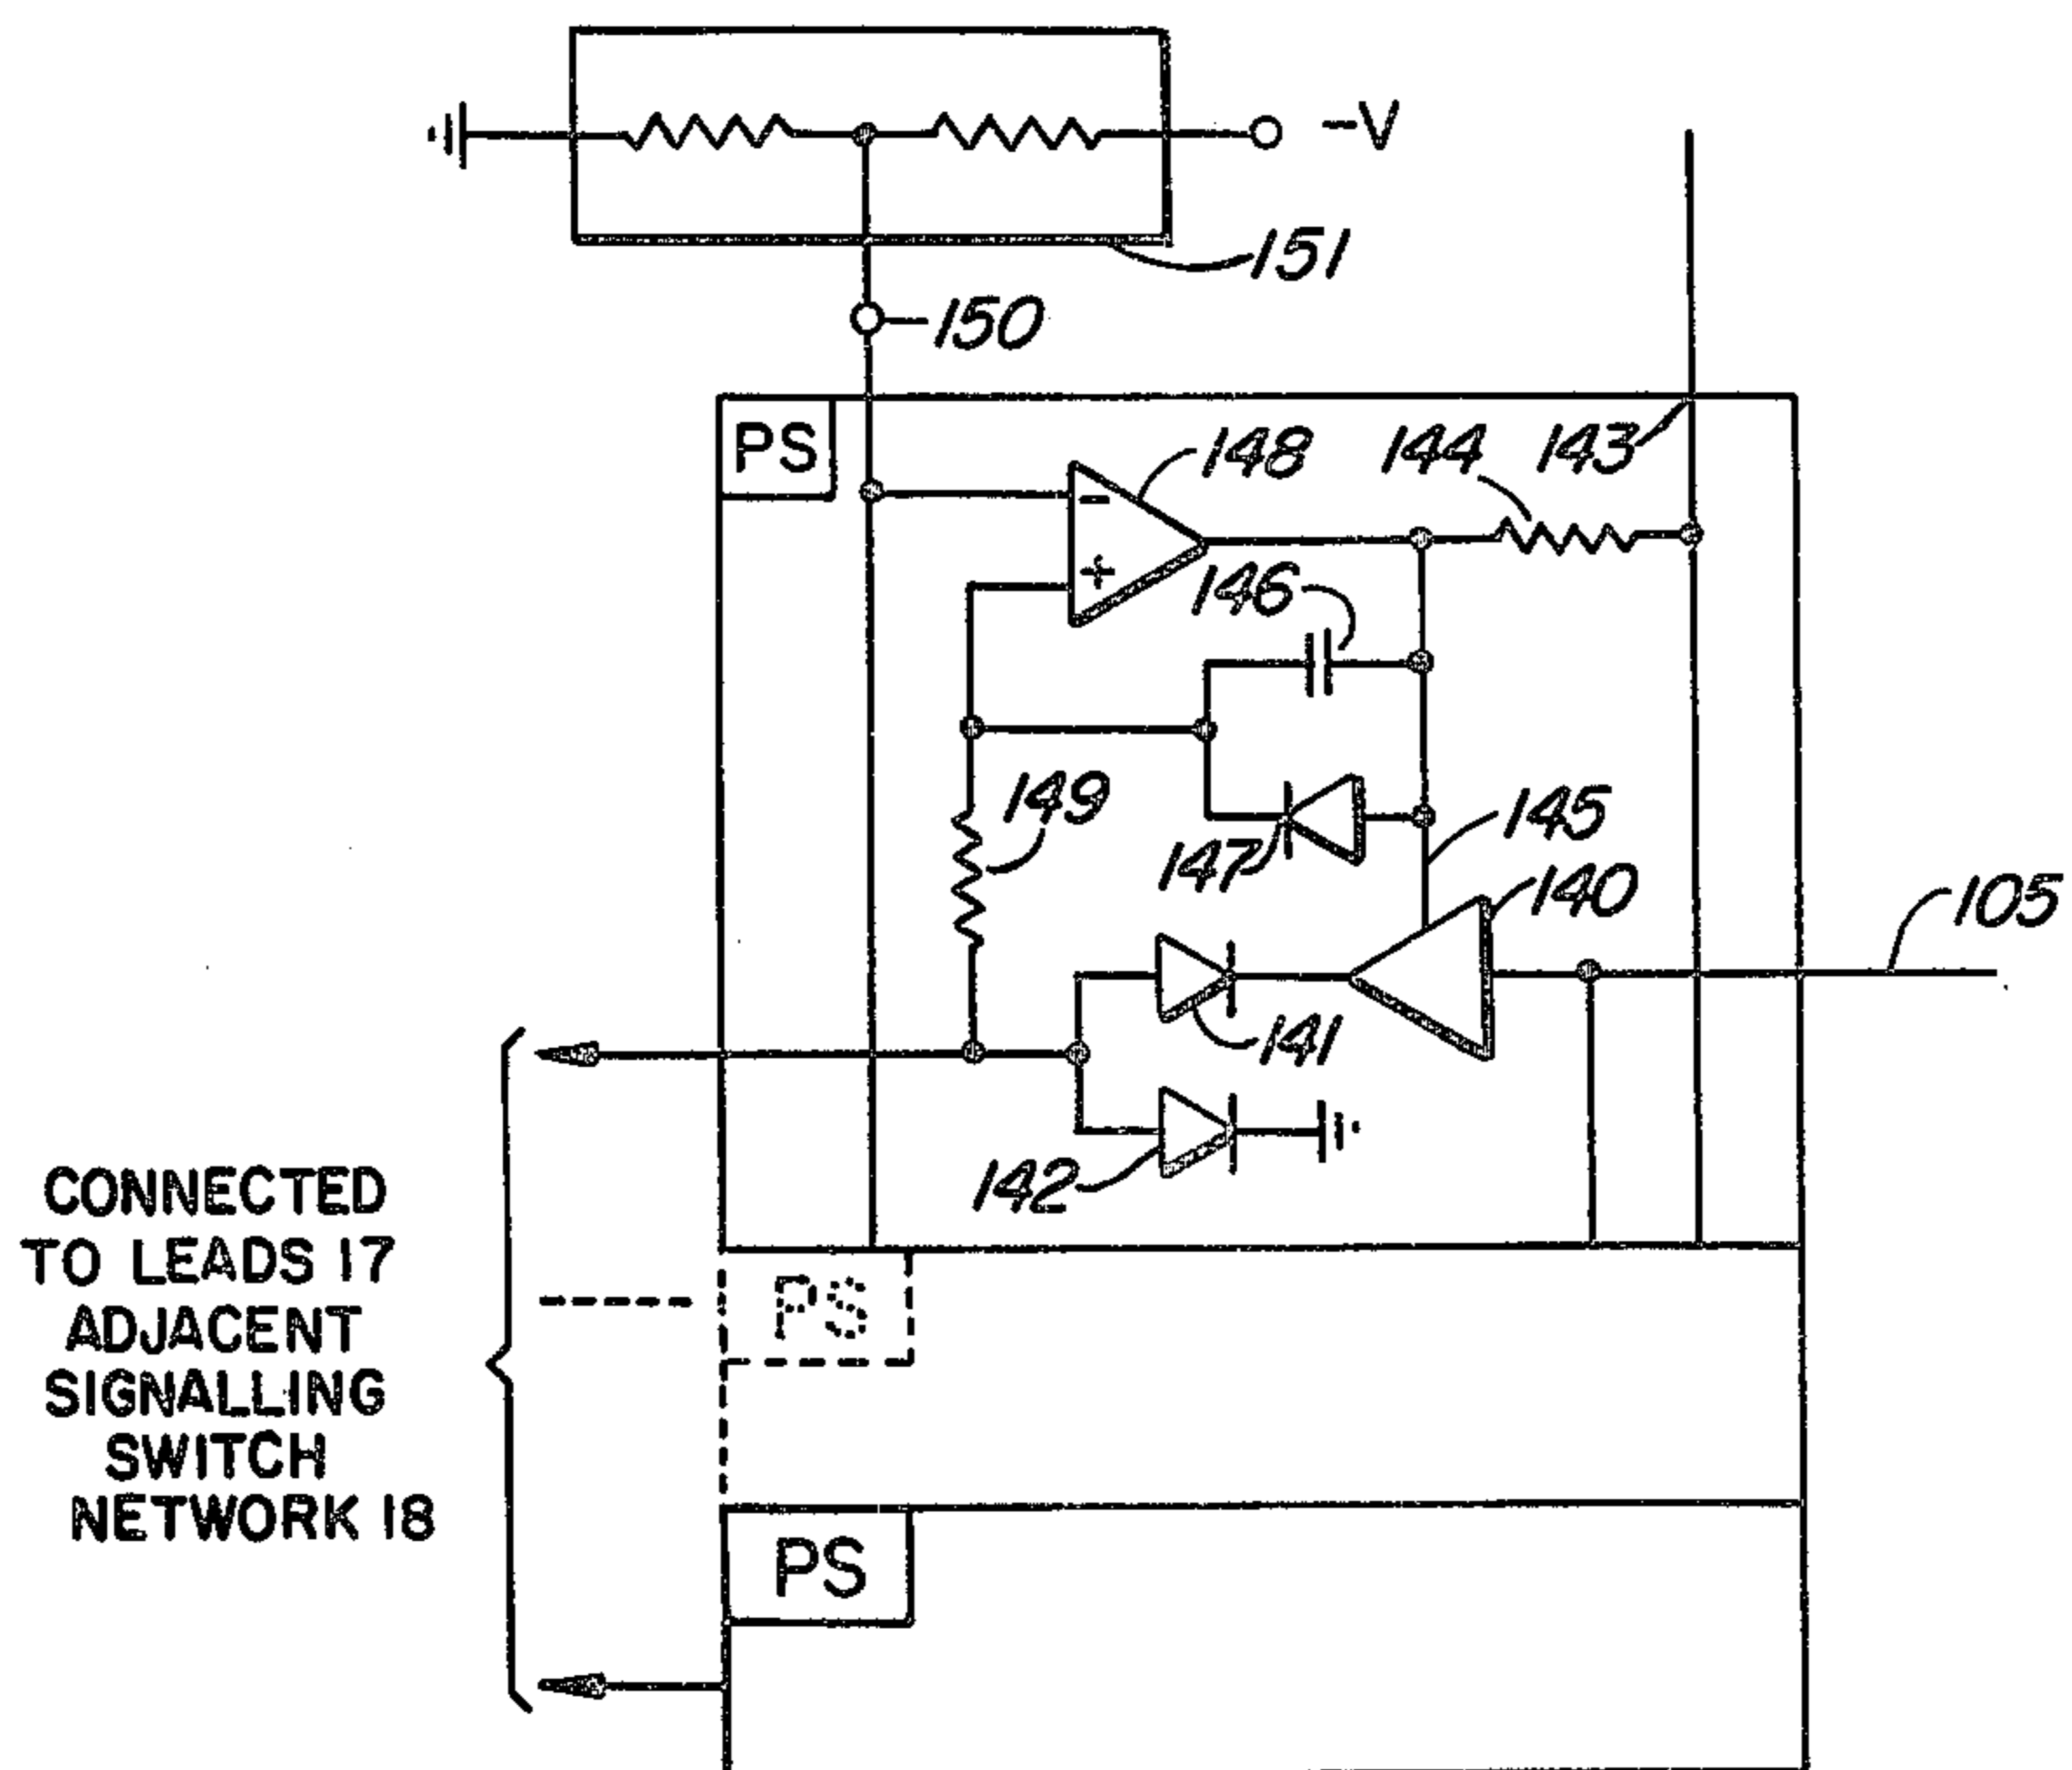 -V
151
150
PS
148
144
143
-
+
146
149
147
145
140
105
141
142
CONNECTED
TO LEADS 17
ADJACENT
SIGNALLING
SWITCH
NETWORK 18
PS
PS